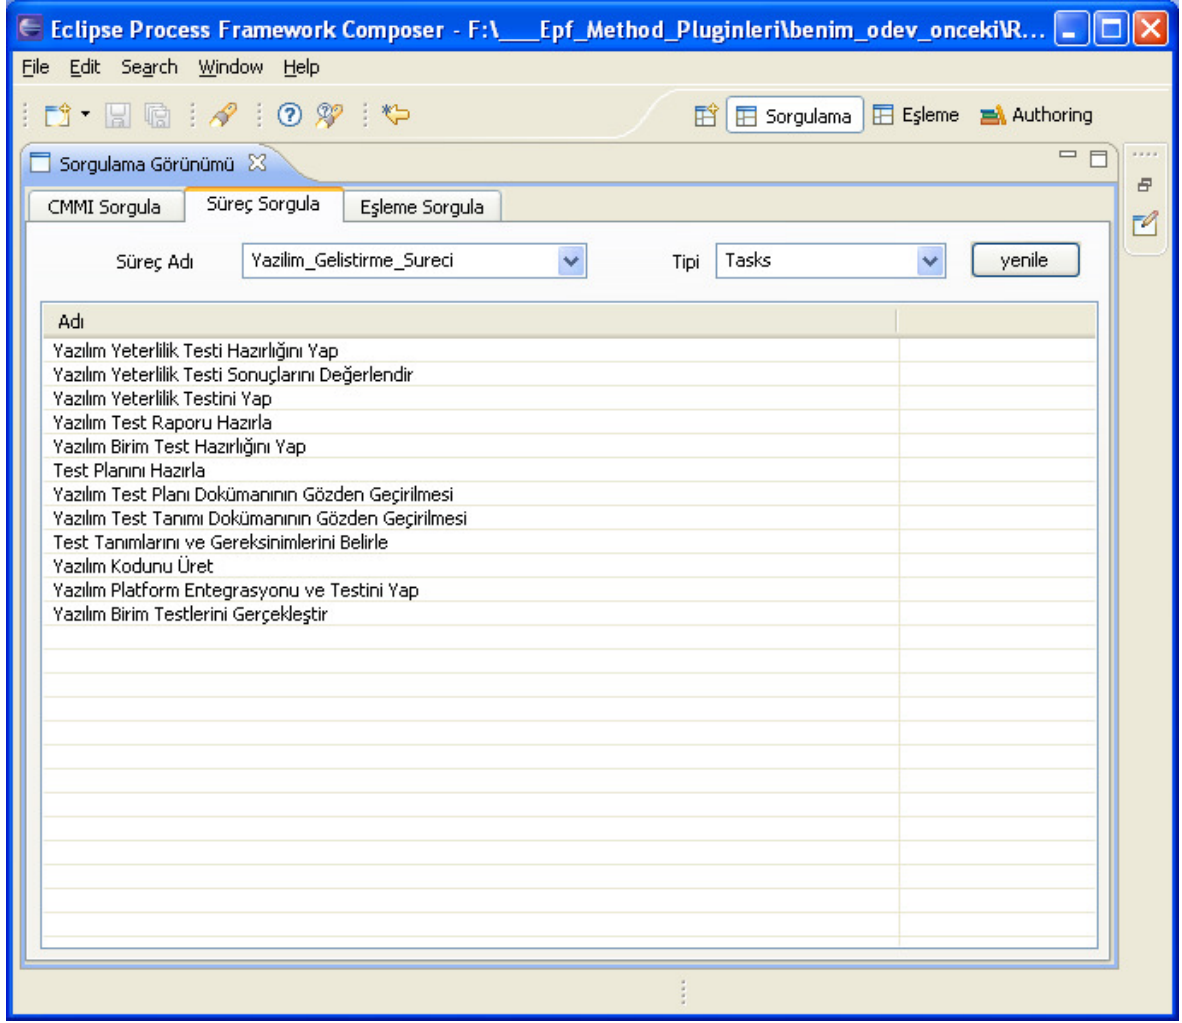 Eclipse Process Framework Composer - F:\___Epf_Method_Pluginleri\benim_odev_onceki\R...
File Edit Search Window Help
Sorgulama Eşleme Authoring
Sorgulama Görünümü
CMMI Sorgula Süreç Sorgula Eşleme Sorgula
Süreç Adı Yazilim_Gelistirme_Sureci Tipi Tasks yenile
Adı
Yazılım Yeterlilik Testi Hazırlığını Yap
Yazılım Yeterlilik Testi Sonuçlarını Değerlendir
Yazılım Yeterlilik Testini Yap
Yazılım Test Raporu Hazırla
Yazılım Birim Test Hazırlığını Yap
Test Planını Hazırla
Yazılım Test Planı Dokümanının Gözden Geçirilmesi
Yazılım Test Tanımı Dokümanının Gözden Geçirilmesi
Test Tanımlarını ve Gereksinimlerini Belirle
Yazılım Kodunu Üret
Yazılım Platform Entegrasyonu ve Testini Yap
Yazılım Birim Testlerini Gerçekleştir